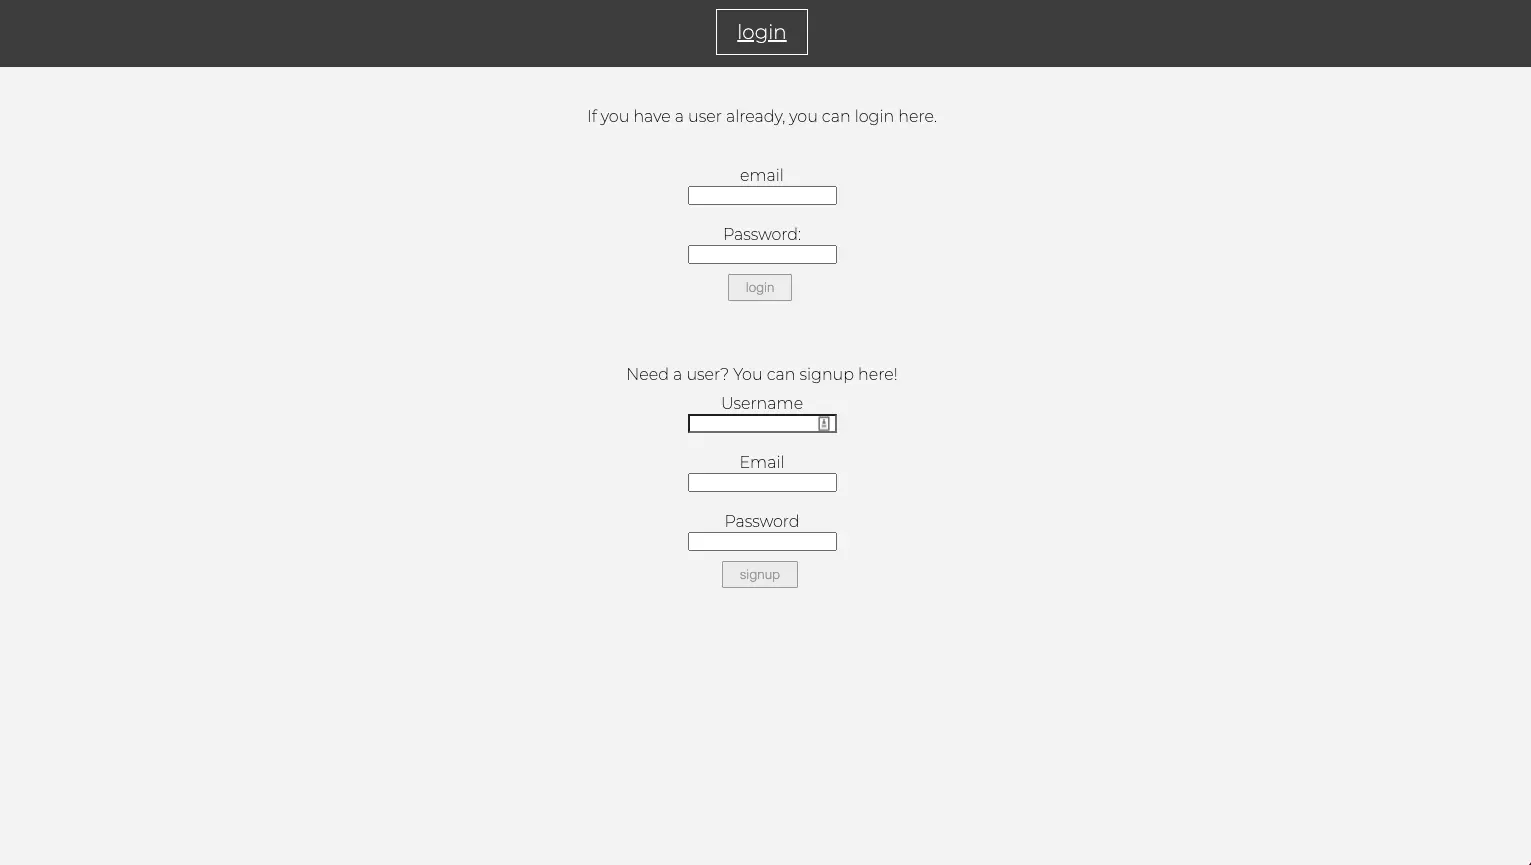 login
If you have a user already, you can login here.
email
Password:
login
Need a user? You can signup here!
Username
Email
Password
signup